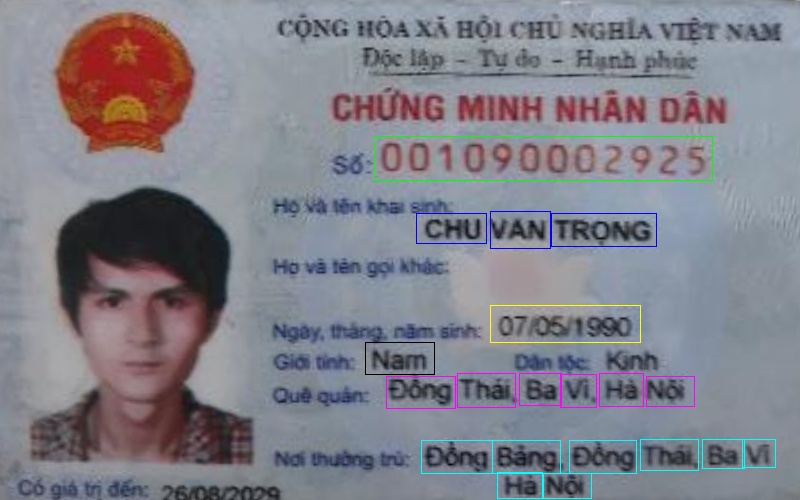 CỘNG HÒA XÃ HỘI CHỦ NGHĨA VIỆT NAM
Độc lập - Tự do - Hạnh phúc
CHỨNG MINH NHÂN DÂN
Số: 001090002925
Họ và tên khai sinh:
CHU VĂN TRỌNG
Họ và tên gọi khác:
Ngày, tháng, năm sinh: 07/05/1990
Giới tính: Nam Dân tộc: Kinh
Quê quán: Đồng Thái, Ba Vì, Hà Nội
Nơi thường trú: Đồng Bảng, Đồng Thái, Ba Vì
Hà Nội
Có giá trị đến: 26/08/2029